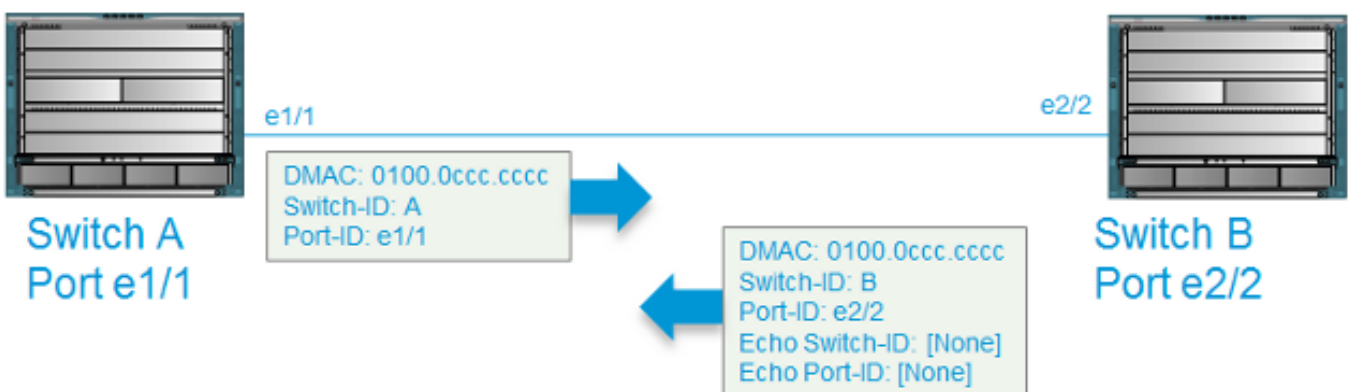 e1/1
e2/2
DMAC: 0100.0ccc.cccc
Switch-ID: A
Port-ID: e1/1
Switch A
Port e1/1
DMAC: 0100.0ccc.cccc
Switch-ID: B
Port-ID: e2/2
Echo Switch-ID: [None]
Echo Port-ID: [None]
Switch B
Port e2/2